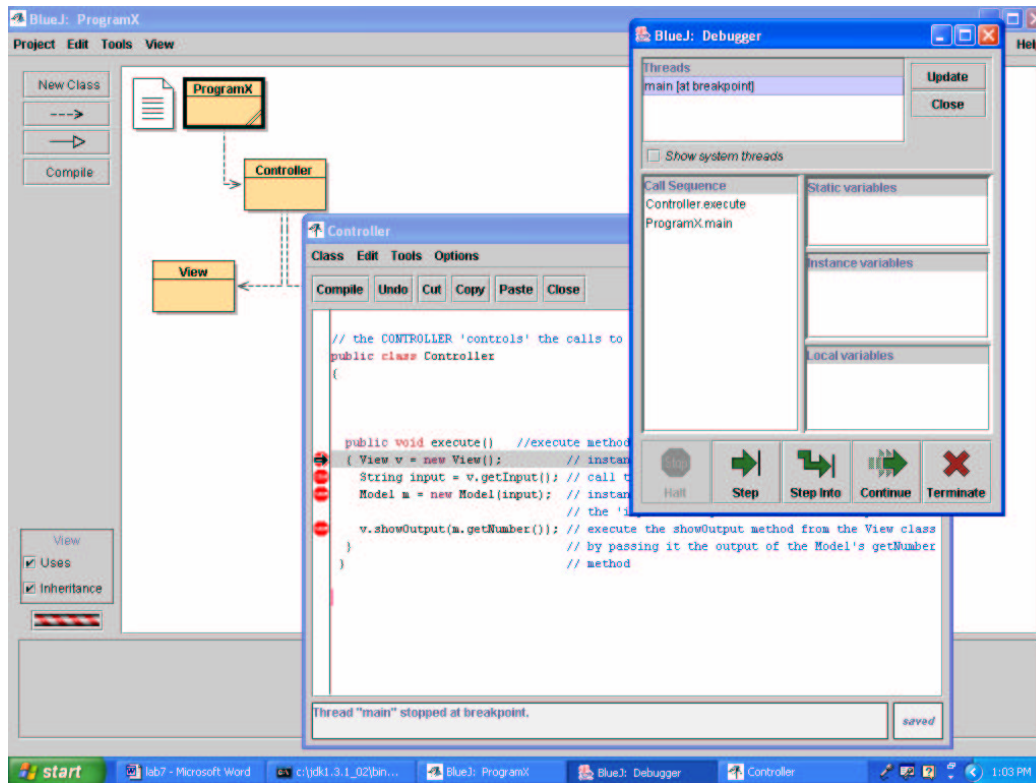 BlueJ: ProgramX
Project Edit Tools View
Help
New Class
Compile
ProgramX
Controller
View
View
Uses
Inheritance
Controller
Class Edit Tools Options
Compile Undo Cut Copy Paste Close
// the CONTROLLER 'controls' the calls to
public class Controller
{
public void execute() //execute method
{ View v = new View(); // instan
String input = v.getInput(); // call t
Model m = new Model(input); // instan
// the 'i
v.showOutput(m.getNumber()); // execute the showOutput method from the View class
} // by passing it the output of the Model's getNumber
} // method
Thread "main" stopped at breakpoint.
saved
BlueJ: Debugger
Threads
main [at breakpoint]
Update
Close
Show system threads
Call Sequence
Controller.execute
ProgramX.main
Static variables
Instance variables
Local variables
Stop
Halt
Step
Step Into
Continue
Terminate
start
lab7 - Microsoft Word
c:\jdk1.3.1_02\bin...
BlueJ: ProgramX
BlueJ: Debugger
Controller
1:03 PM